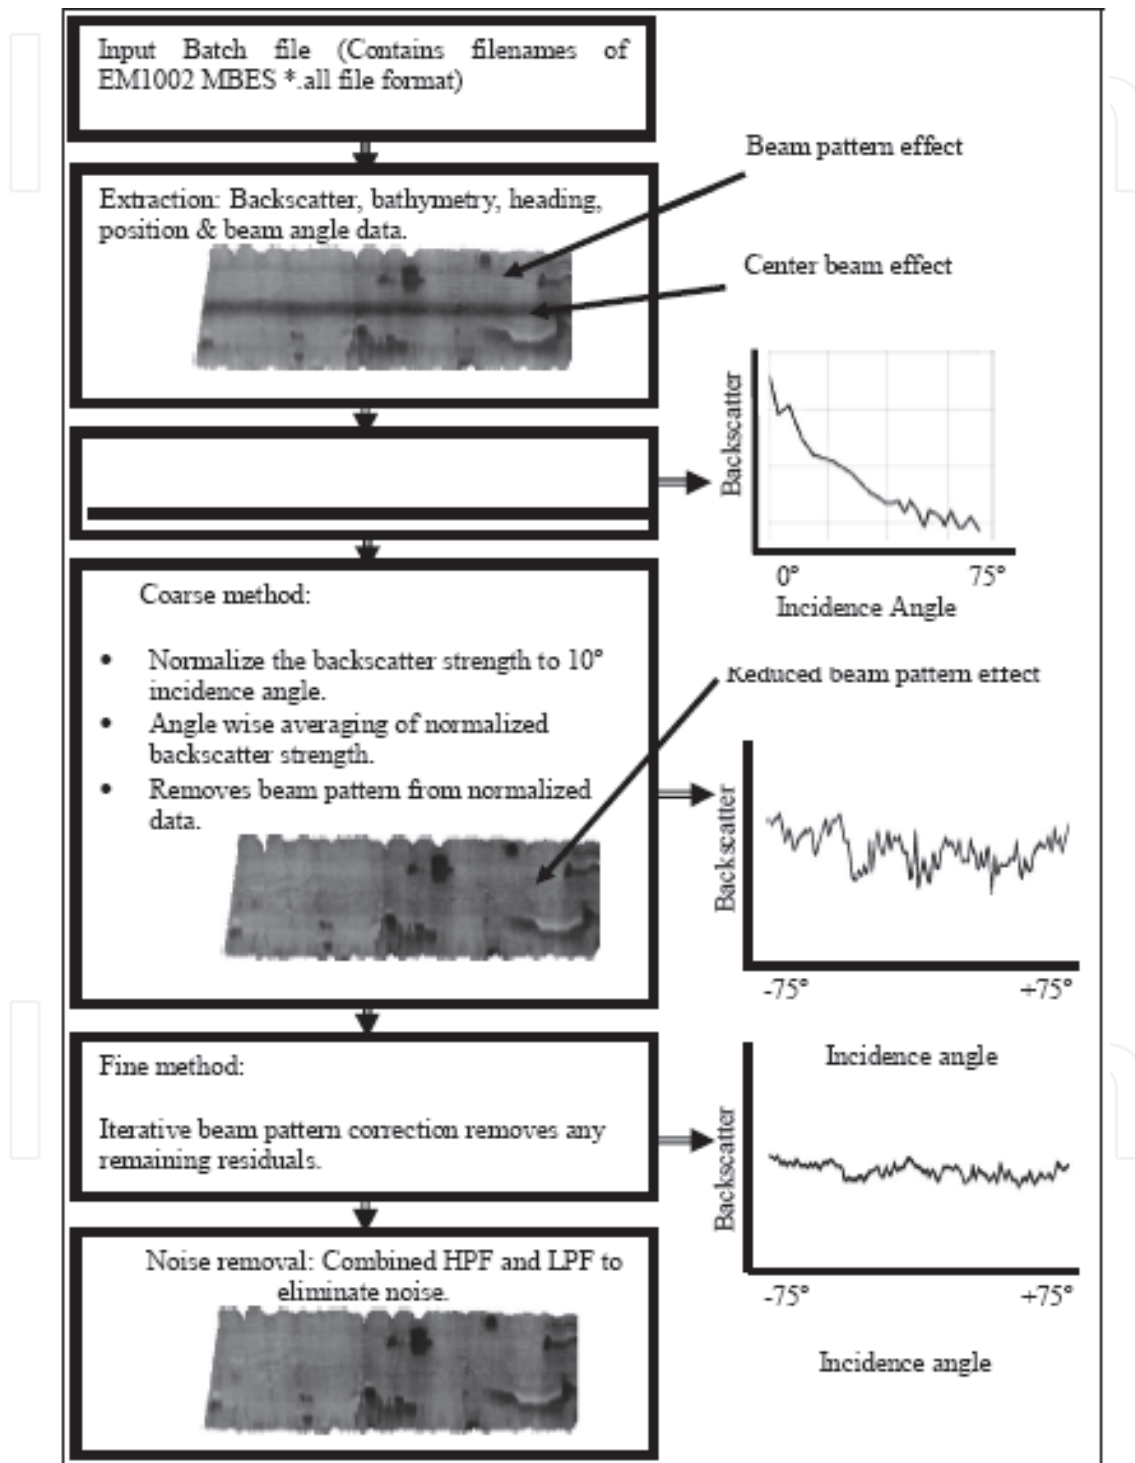 Input Batch file (Contains filenames of
EM1002 MBES *.all file format)
Beam pattern effect
Extraction: Backscatter, bathymetry, heading,
position & beam angle data.
Center beam effect
Backscatter
0° 75°
Incidence Angle
Coarse method:
• Normalize the backscatter strength to 10°
incidence angle.
• Angle wise averaging of normalized
backscatter strength.
• Removes beam pattern from normalized
data.
Reduced beam pattern effect
Backscatter
-75° +75°
Incidence angle
Fine method:
Iterative beam pattern correction removes any
remaining residuals.
Backscatter
-75° +75°
Incidence angle
Noise removal: Combined HPF and LPF to
eliminate noise.